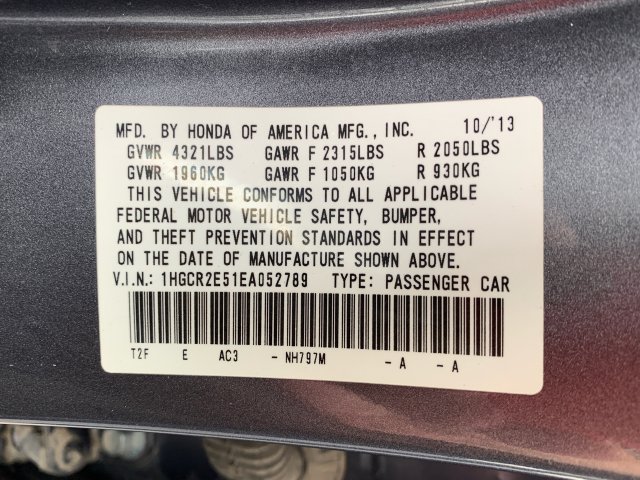 MFD. BY HONDA OF AMERICA MFG., INC. 10/'13
GVWR 4321LBS GAWR F 2315LBS R 2050LBS
GVWR 1960KG GAWR F 1050KG R 930KG
THIS VEHICLE CONFORMS TO ALL APPLICABLE
FEDERAL MOTOR VEHICLE SAFETY, BUMPER,
AND THEFT PREVENTION STANDARDS IN EFFECT
ON THE DATE OF MANUFACTURE SHOWN ABOVE.
V.I.N.: 1HGCR2E51EA052789 TYPE: PASSENGER CAR
T2F E AC3 - NH797M - A - A